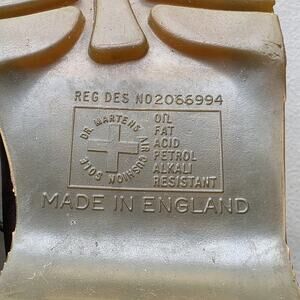 REG DES NO2066994
DR. MARTENS AIR
CUSHION SOLE
OIL
FAT
ACID
PETROL
ALKALI
RESISTANT
MADE IN ENGLAND